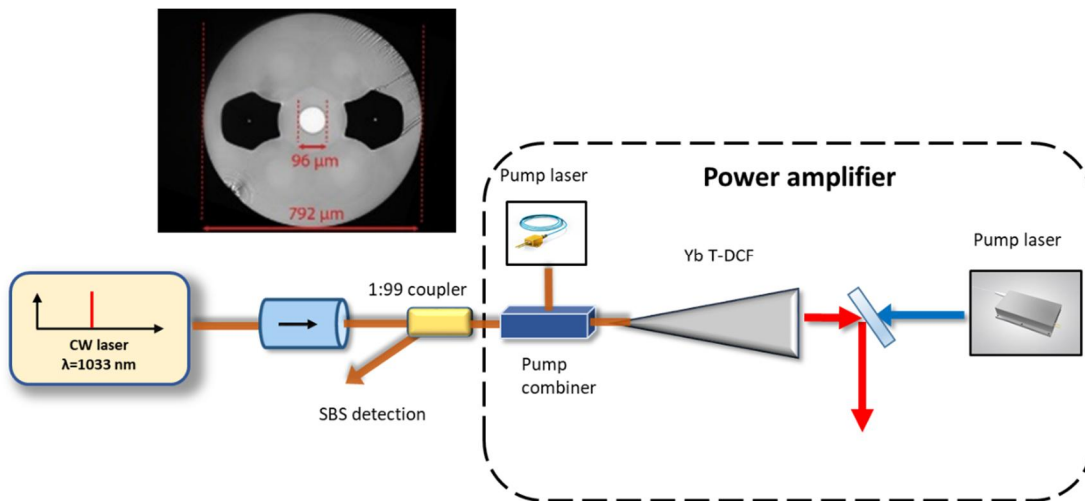 96 μm
792 μm
Power amplifier
Pump laser
Yb T-DCF
Pump laser
1:99 coupler
CW laser
λ=1033 nm
Pump
combiner
SBS detection